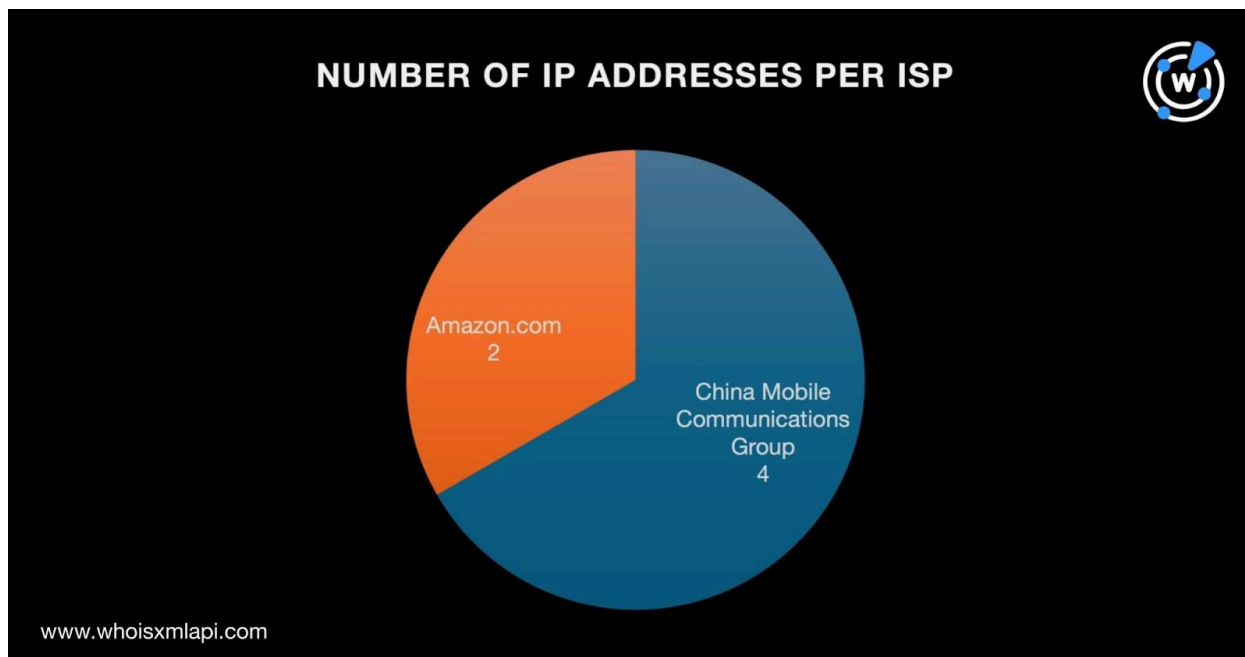 NUMBER OF IP ADDRESSES PER ISP
W
Amazon.com
2
China Mobile
Communications
Group
4
www.whoisxmlapi.com